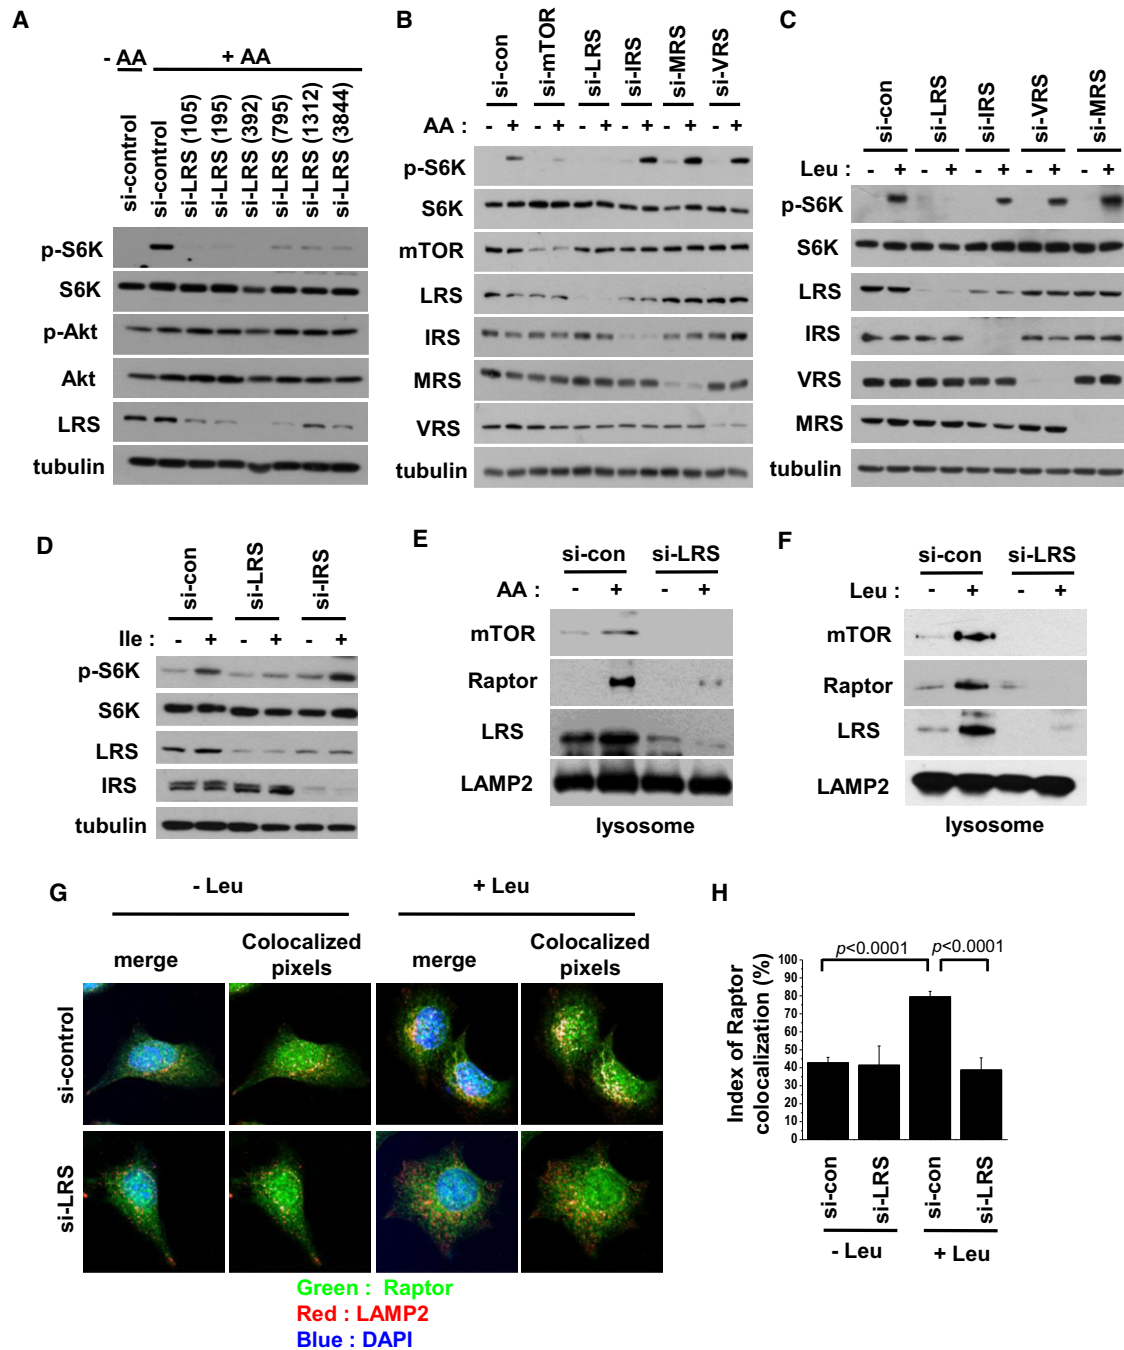 A
- AA
+ AA
si-control
si-control
si-LRS (105)
si-LRS (195)
si-LRS (392)
si-LRS (795)
si-LRS (1312)
si-LRS (3844)
p-S6K
S6K
p-Akt
Akt
LRS
tubulin
B
si-con
si-mTOR
si-LRS
si-IRS
si-MRS
si-VRS
AA : - + - + - + - + - + - +
p-S6K
S6K
mTOR
LRS
IRS
MRS
VRS
tubulin
C
si-con
si-LRS
si-IRS
si-VRS
si-MRS
Leu : - + - + - + - + - +
p-S6K
S6K
LRS
IRS
VRS
MRS
tubulin
D
si-con
si-LRS
si-IRS
Ile : - + - + - +
p-S6K
S6K
LRS
IRS
tubulin
E
si-con si-LRS
AA : - + - +
mTOR
Raptor
LRS
LAMP2
lysosome
F
si-con si-LRS
Leu : - + - +
mTOR
Raptor
LRS
LAMP2
lysosome
G
- Leu + Leu
merge Colocalized pixels merge Colocalized pixels
si-control
si-LRS
Green : Raptor
Red : LAMP2
Blue : DAPI
H
p<0.0001 p<0.0001
Index of Raptor
colocalization (%)
100
90
80
70
60
50
40
30
20
10
0
si-con
si-LRS
si-con
si-LRS
- Leu + Leu